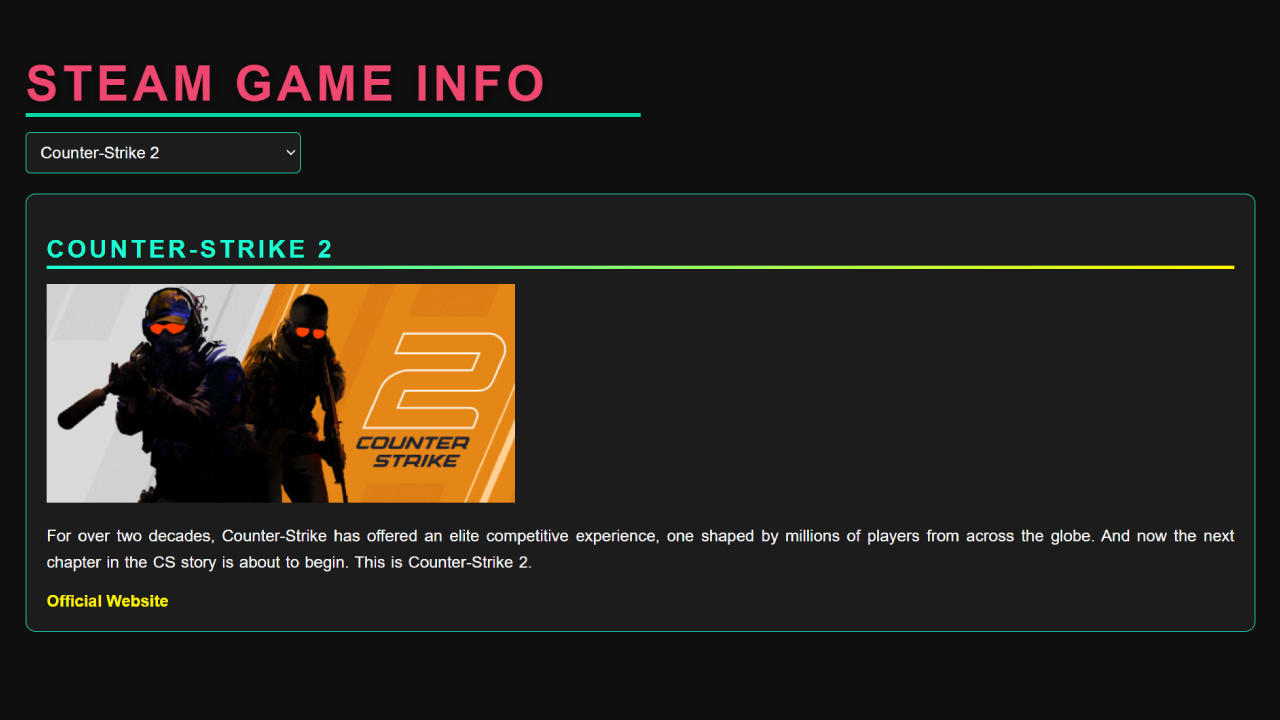 STEAM GAME INFO
Counter-Strike 2
COUNTER-STRIKE 2
2
COUNTER
STRIKE
For over two decades, Counter-Strike has offered an elite competitive experience, one shaped by millions of players from across the globe. And now the next
chapter in the CS story is about to begin. This is Counter-Strike 2.
Official Website